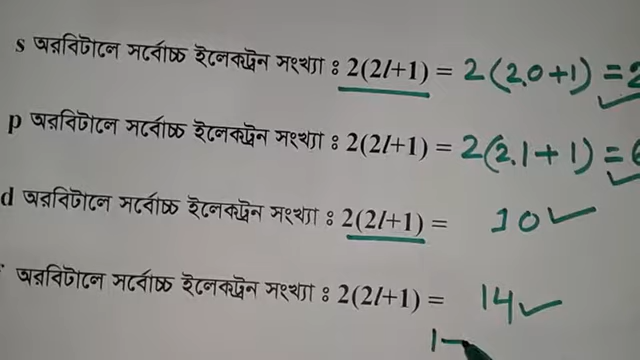 s অরবিটালে সর্বোচ্চ ইলেকট্রন সংখ্যা : 2(2l+1) = 2(2.0+1) = 2
p অরবিটালে সর্বোচ্চ ইলেকট্রন সংখ্যা : 2(2l+1) = 2(2.1+1) = 6
d অরবিটালে সর্বোচ্চ ইলেকট্রন সংখ্যা : 2(2l+1) = 10
অরবিটালে সর্বোচ্চ ইলেকট্রন সংখ্যা : 2(2l+1) = 14